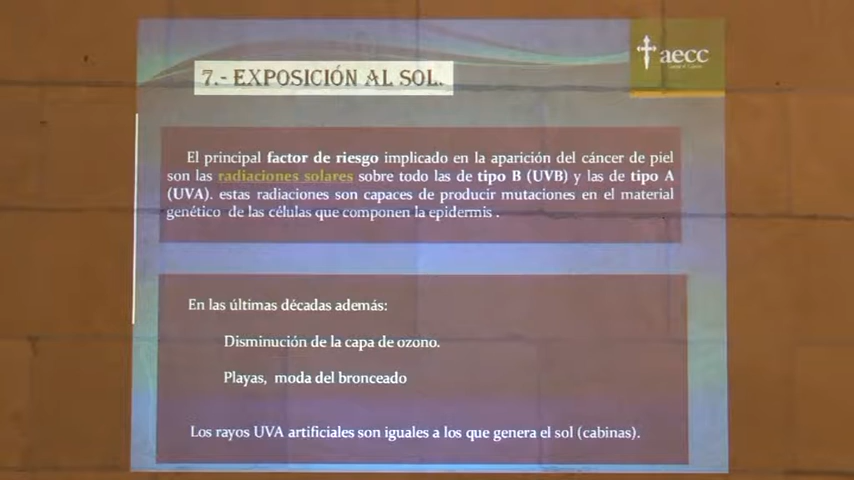 aecc
7.- EXPOSICIÓN AL SOL.
El principal factor de riesgo implicado en la aparición del cáncer de piel
son las radiaciones solares sobre todo las de tipo B (UVB) y las de tipo A
(UVA). estas radiaciones son capaces de producir mutaciones en el material
genético de las células que componen la epidermis .
En las últimas décadas además:
Disminución de la capa de ozono.
Playas, moda del bronceado
Los rayos UVA artificiales son iguales a los que genera el sol (cabinas).